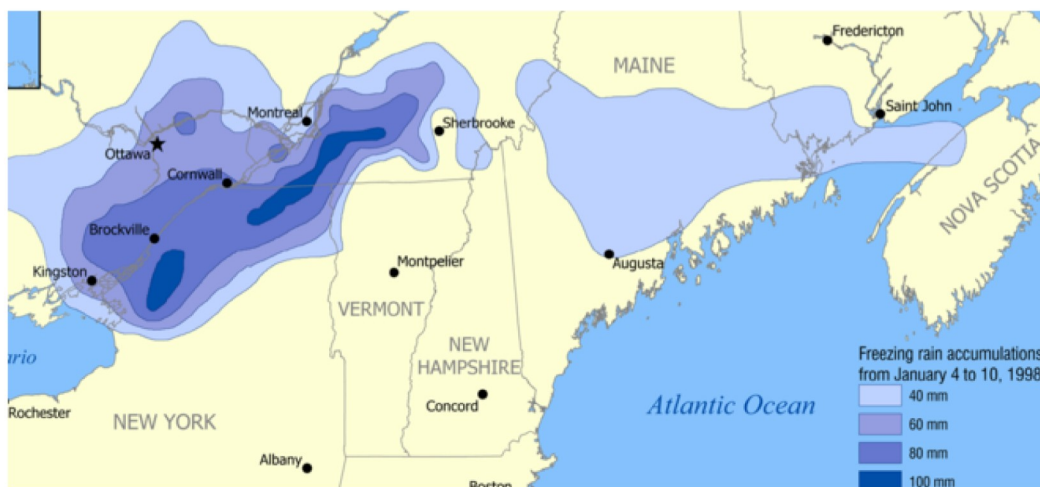 Fredericton
MAINE
Montreal
Saint John
Sherbrooke
Ottawa
Cornwall
NOVA SCOTIA
Brockville
Augusta
Kingston
Montpelier
VERMONT
ario
NEW
HAMPSHIRE
Freezing rain accumulations
from January 4 to 10, 1998
40 mm
60 mm
80 mm
100 mm
Rochester
Concord
Atlantic Ocean
NEW YORK
Albany
Boston